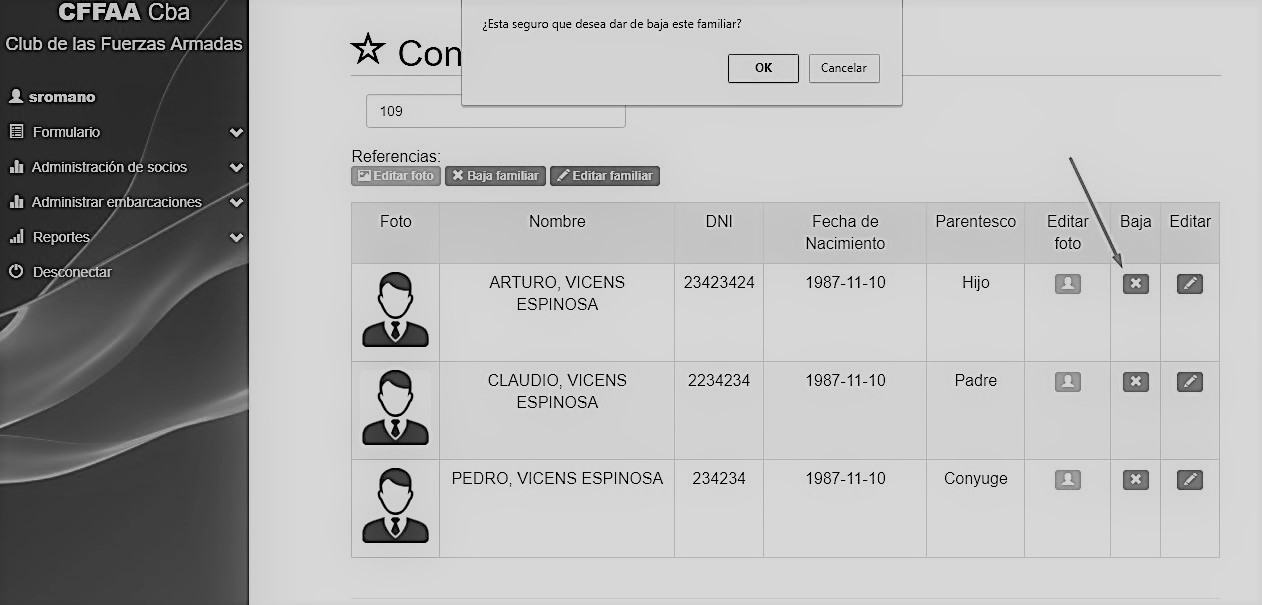 CFFAA Cba
Club de las Fuerzas Armadas
sromano
Formulario
Administración de socios
Administrar embarcaciones
Reportes
Desconectar
¿Esta seguro que desea dar de baja este familiar?
OK Cancelar
Con
109
Referencias:
Editar foto Baja familiar Editar familiar
Foto Nombre DNI Fecha de Nacimiento Parentesco Editar foto Baja Editar
ARTURO, VICENS ESPINOSA 23423424 1987-11-10 Hijo
CLAUDIO, VICENS ESPINOSA 2234234 1987-11-10 Padre
PEDRO, VICENS ESPINOSA 234234 1987-11-10 Conyuge